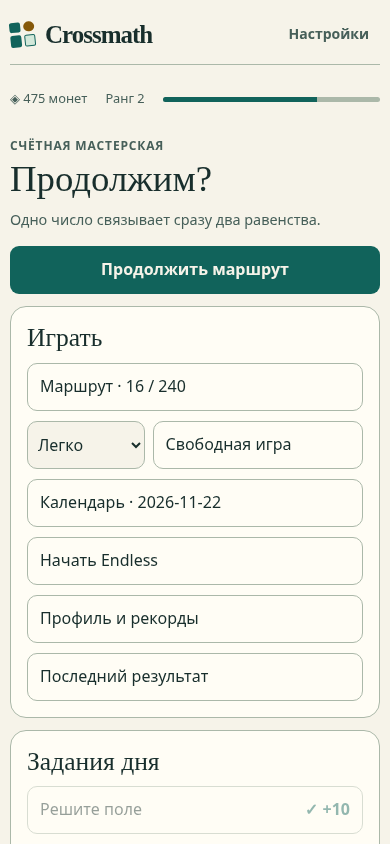 Crossmath
Настройки
◈ 475 монет
Ранг 2
СЧЁТНАЯ МАСТЕРСКАЯ
Продолжим?
Одно число связывает сразу два равенства.
Продолжить маршрут
Играть
Маршрут · 16 / 240
Легко
Свободная игра
Календарь · 2026-11-22
Начать Endless
Профиль и рекорды
Последний результат
Задания дня
Решите поле
✓ +10